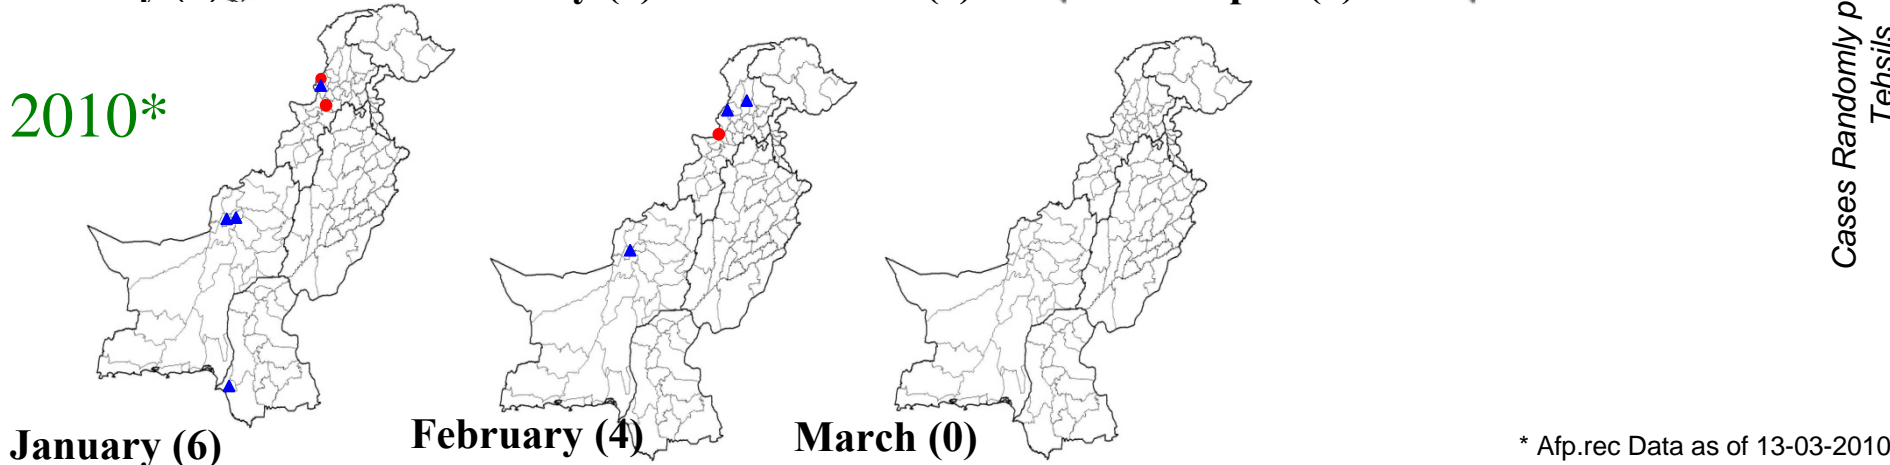 2010*
January (6)
February (4)
March (0)
Cases Randomly p
Tehsils
* Afp.rec Data as of 13-03-2010